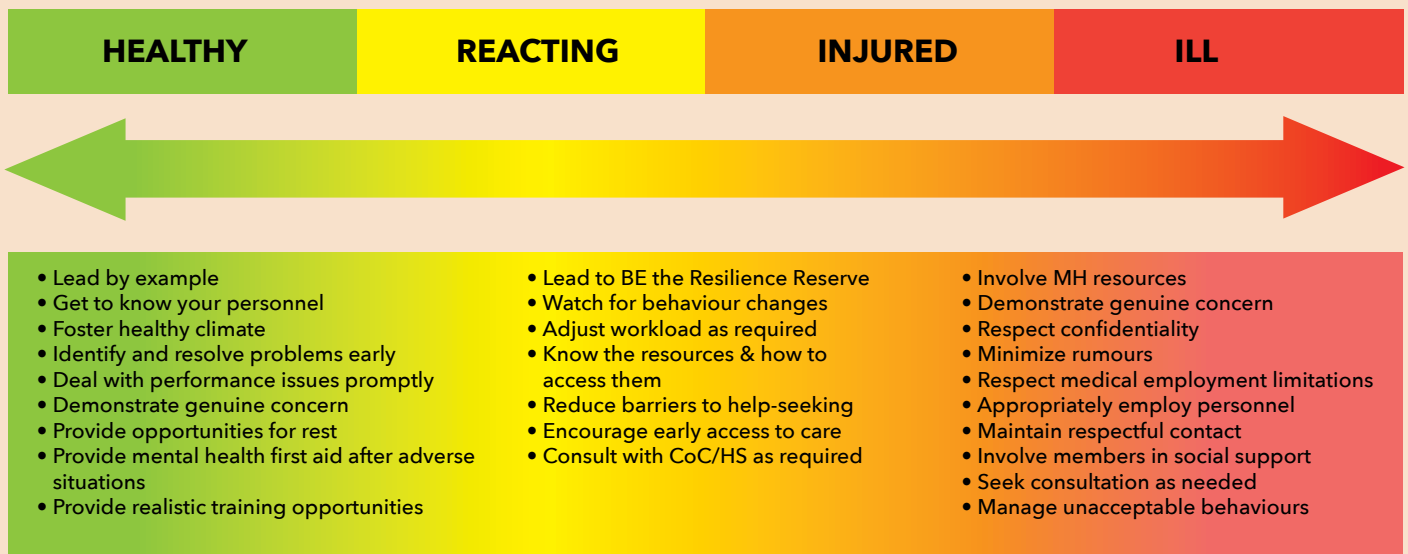 HEALTHY
REACTING
INJURED
ILL
• Lead by example
• Get to know your personnel
• Foster healthy climate
• Identify and resolve problems early
• Deal with performance issues promptly
• Demonstrate genuine concern
• Provide opportunities for rest
• Provide mental health first aid after adverse
situations
• Provide realistic training opportunities
• Lead to BE the Resilience Reserve
• Watch for behaviour changes
• Adjust workload as required
• Know the resources & how to
access them
• Reduce barriers to help-seeking
• Encourage early access to care
• Consult with CoC/HS as required
• Involve MH resources
• Demonstrate genuine concern
• Respect confidentiality
• Minimize rumours
• Respect medical employment limitations
• Appropriately employ personnel
• Maintain respectful contact
• Involve members in social support
• Seek consultation as needed
• Manage unacceptable behaviours